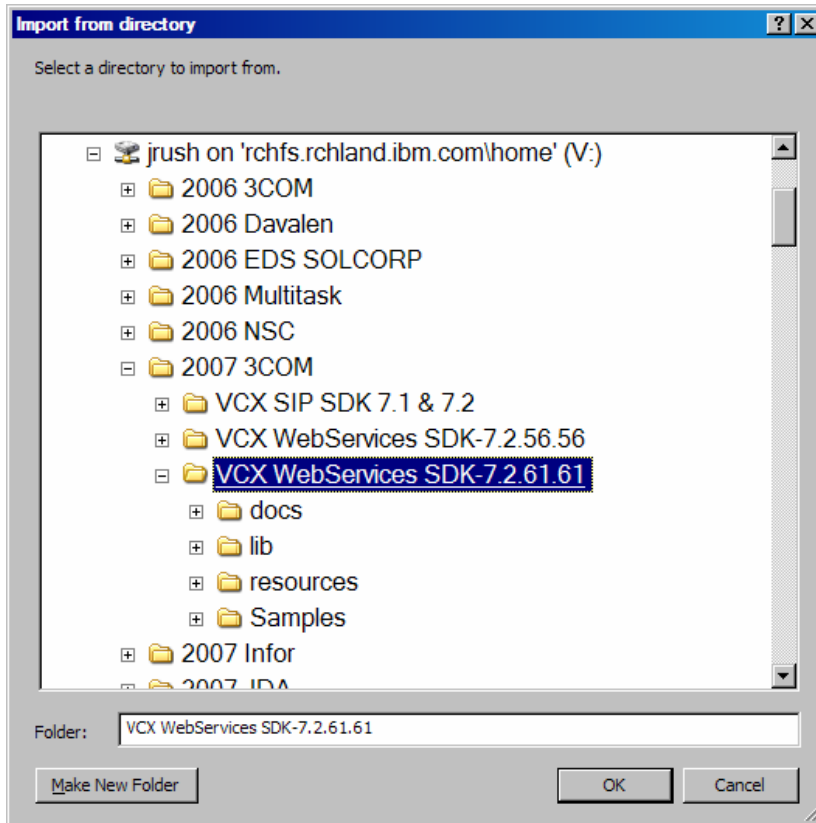 Import from directory
Select a directory to import from.
jrush on 'rchfs.rchland.ibm.com\home' (V:)
2006 3COM
2006 Davalen
2006 EDS SOLCORP
2006 Multitask
2006 NSC
2007 3COM
VCX SIP SDK 7.1 & 7.2
VCX WebServices SDK-7.2.56.56
VCX WebServices SDK-7.2.61.61
docs
lib
resources
Samples
2007 Infor
2007 JDA
Folder: VCX WebServices SDK-7.2.61.61
Make New Folder OK Cancel